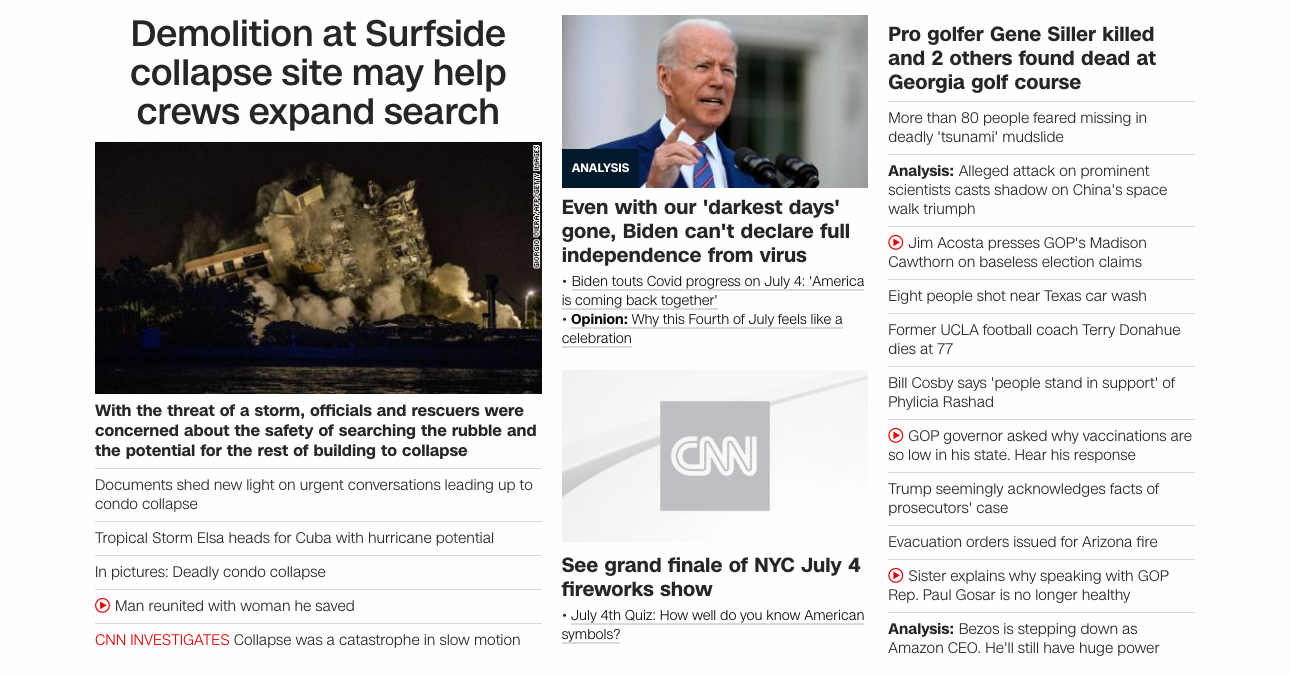 Demolition at Surfside
collapse site may help
crews expand search
GIORGIO VIERA/AFP/GETTY IMAGES
With the threat of a storm, officials and rescuers were
concerned about the safety of searching the rubble and
the potential for the rest of building to collapse
Documents shed new light on urgent conversations leading up to
condo collapse
Tropical Storm Elsa heads for Cuba with hurricane potential
In pictures: Deadly condo collapse
Man reunited with woman he saved
CNN INVESTIGATES Collapse was a catastrophe in slow motion
ANALYSIS
Even with our 'darkest days'
gone, Biden can't declare full
independence from virus
• Biden touts Covid progress on July 4: 'America
is coming back together'
• Opinion: Why this Fourth of July feels like a
celebration
CNN
See grand finale of NYC July 4
fireworks show
• July 4th Quiz: How well do you know American
symbols?
Pro golfer Gene Siller killed
and 2 others found dead at
Georgia golf course
More than 80 people feared missing in
deadly 'tsunami' mudslide
Analysis: Alleged attack on prominent
scientists casts shadow on China's space
walk triumph
Jim Acosta presses GOP's Madison
Cawthorn on baseless election claims
Eight people shot near Texas car wash
Former UCLA football coach Terry Donahue
dies at 77
Bill Cosby says 'people stand in support' of
Phylicia Rashad
GOP governor asked why vaccinations are
so low in his state. Hear his response
Trump seemingly acknowledges facts of
prosecutors' case
Evacuation orders issued for Arizona fire
Sister explains why speaking with GOP
Rep. Paul Gosar is no longer healthy
Analysis: Bezos is stepping down as
Amazon CEO. He'll still have huge power